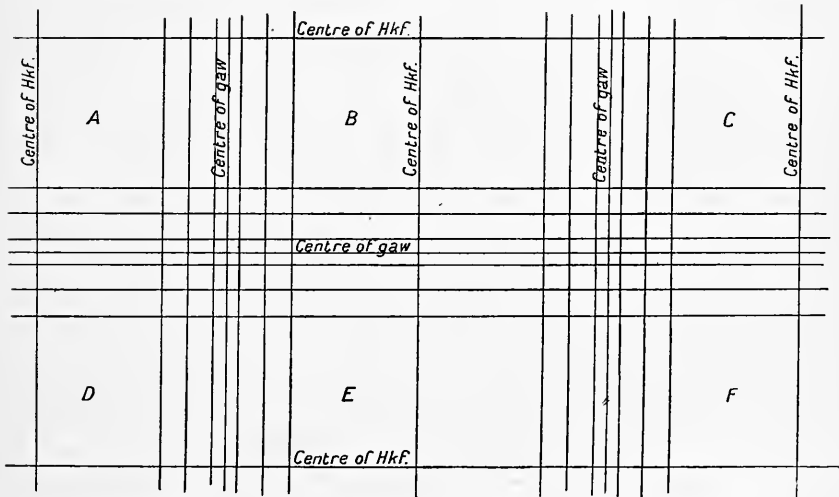 Centre of Hkf.
Centre of Hkf.
A
Centre of gaw
B
Centre of Hkf.
Centre of gaw
C
Centre of Hkf.
Centre of gaw
D
E
F
Centre of Hkf.